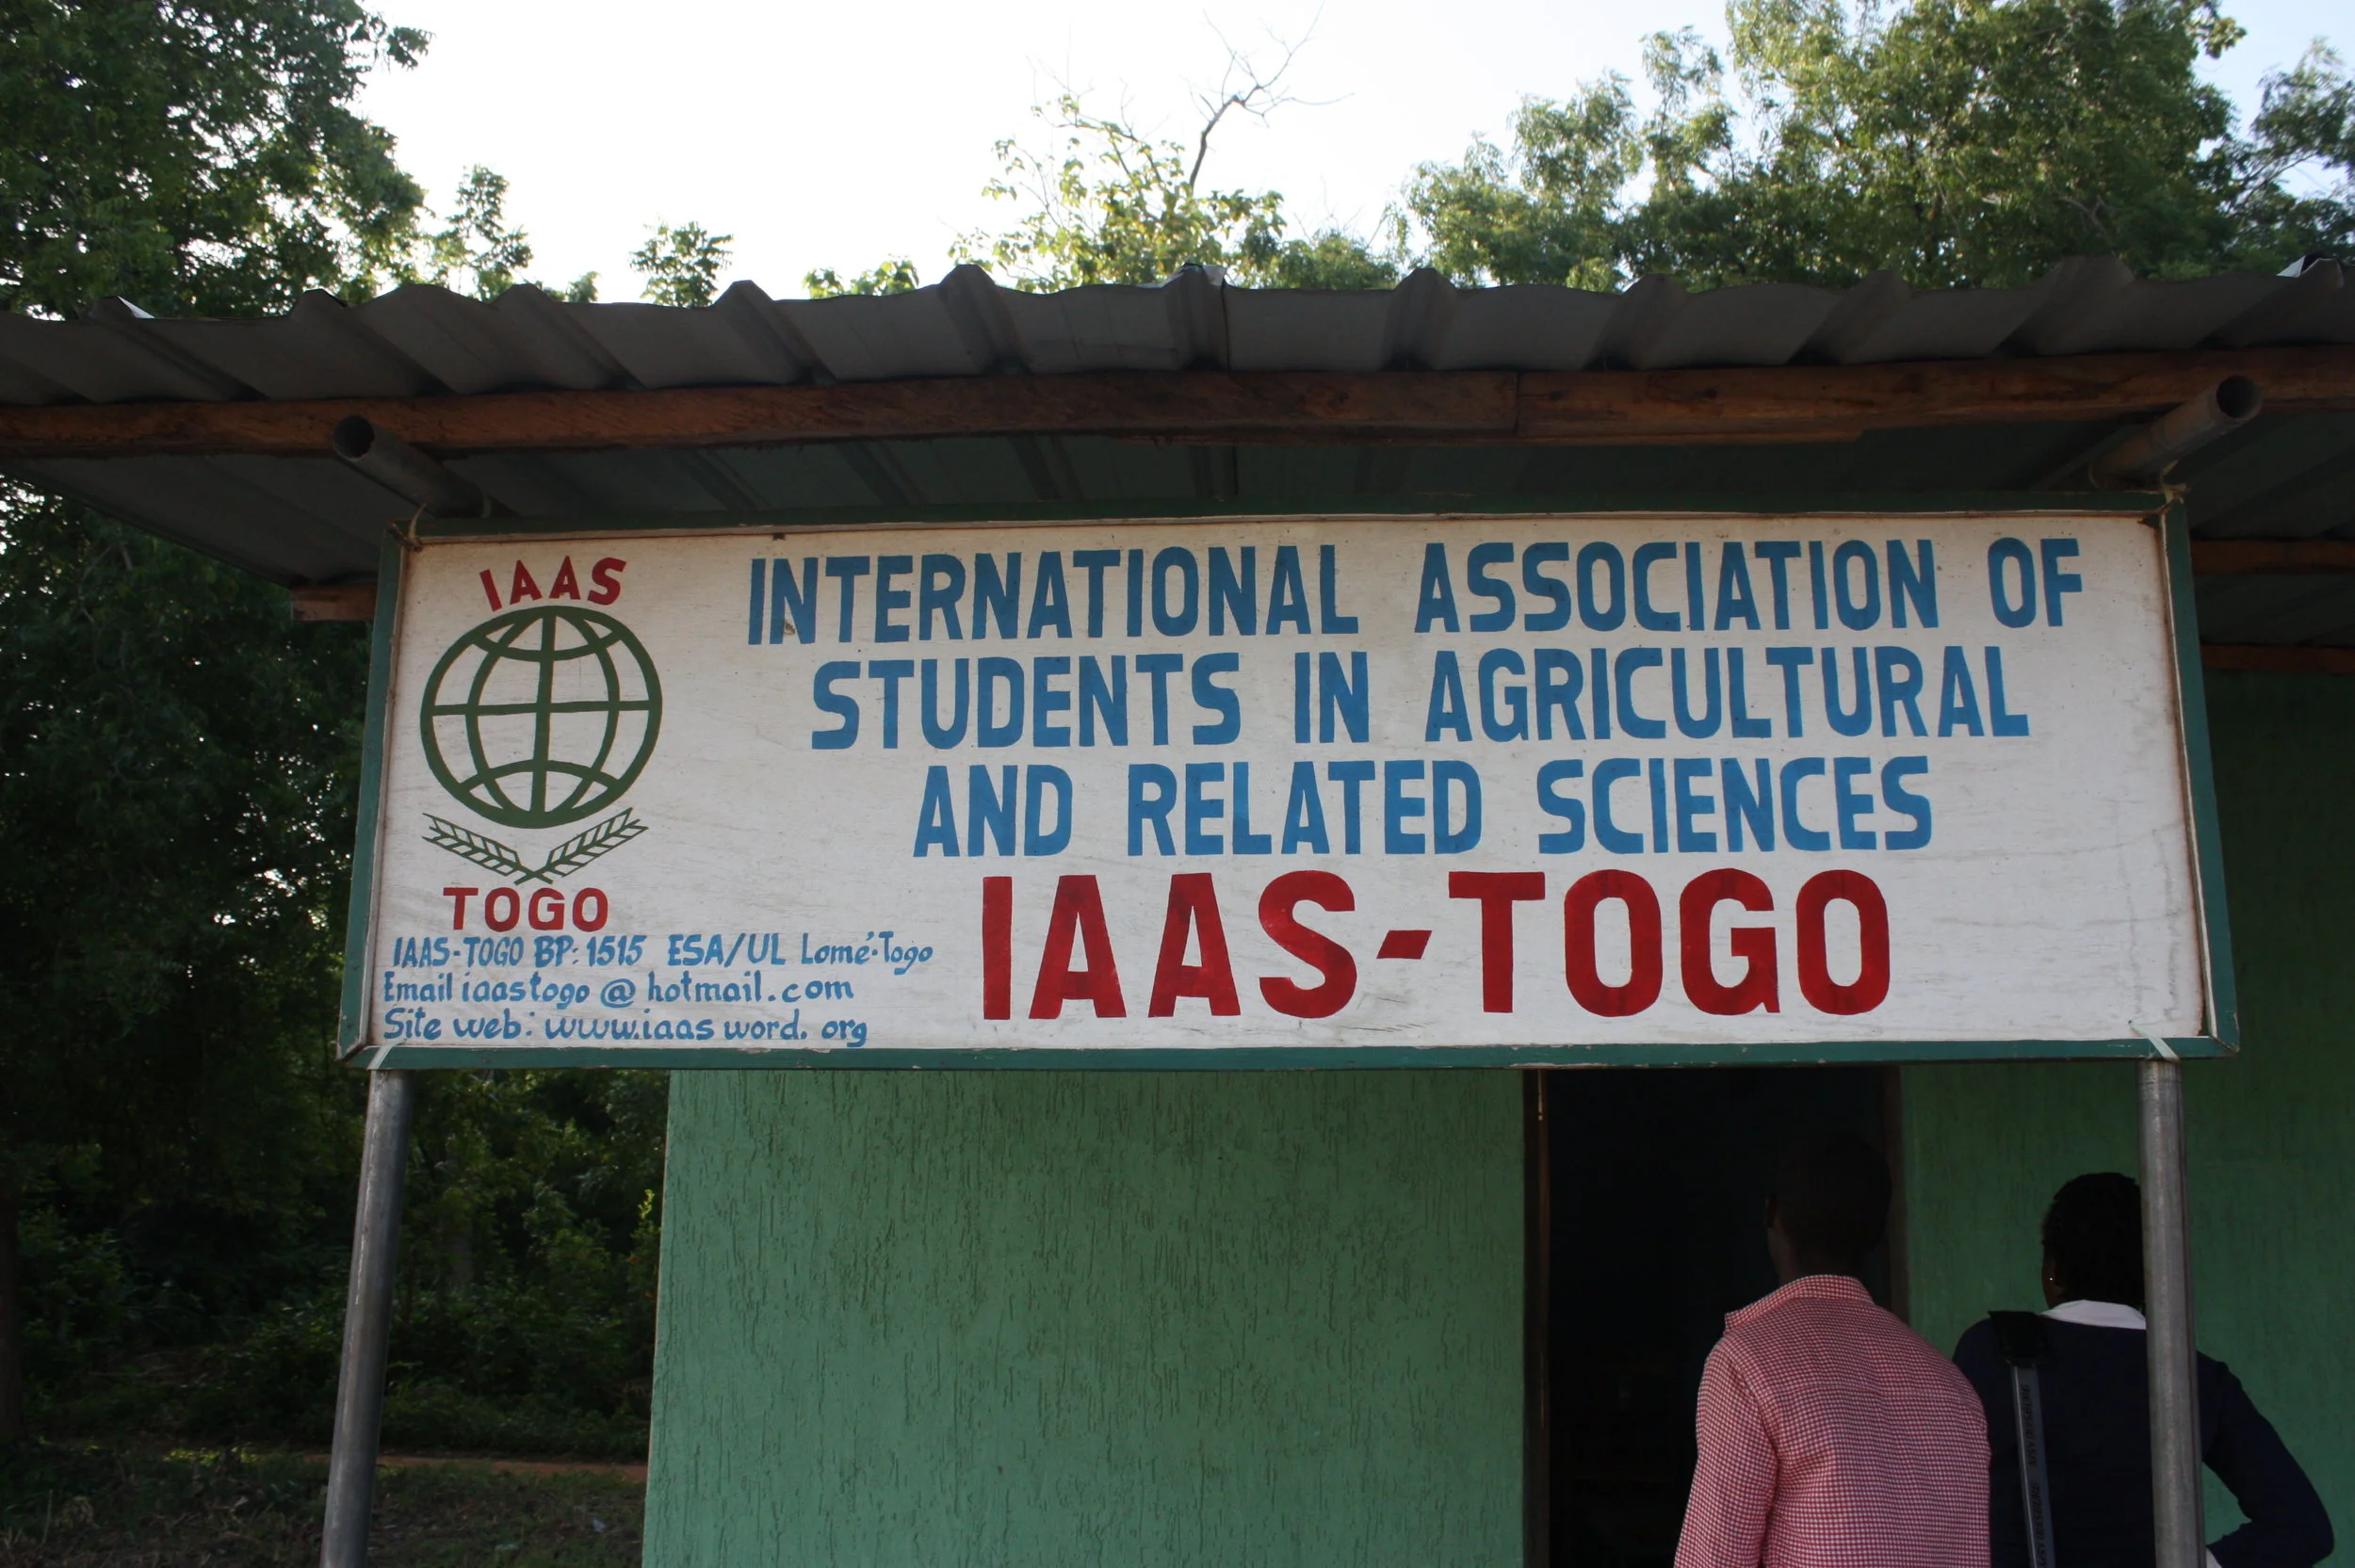 IAAS
TOGO
INTERNATIONAL ASSOCIATION OF
STUDENTS IN AGRICULTURAL
AND RELATED SCIENCES
IAAS-TOGO
IAAS-TOGO BP: 1515 ESA/UL Lomé-Togo
Email iaastogo @ hotmail.com
Site web: www.iaas word. org